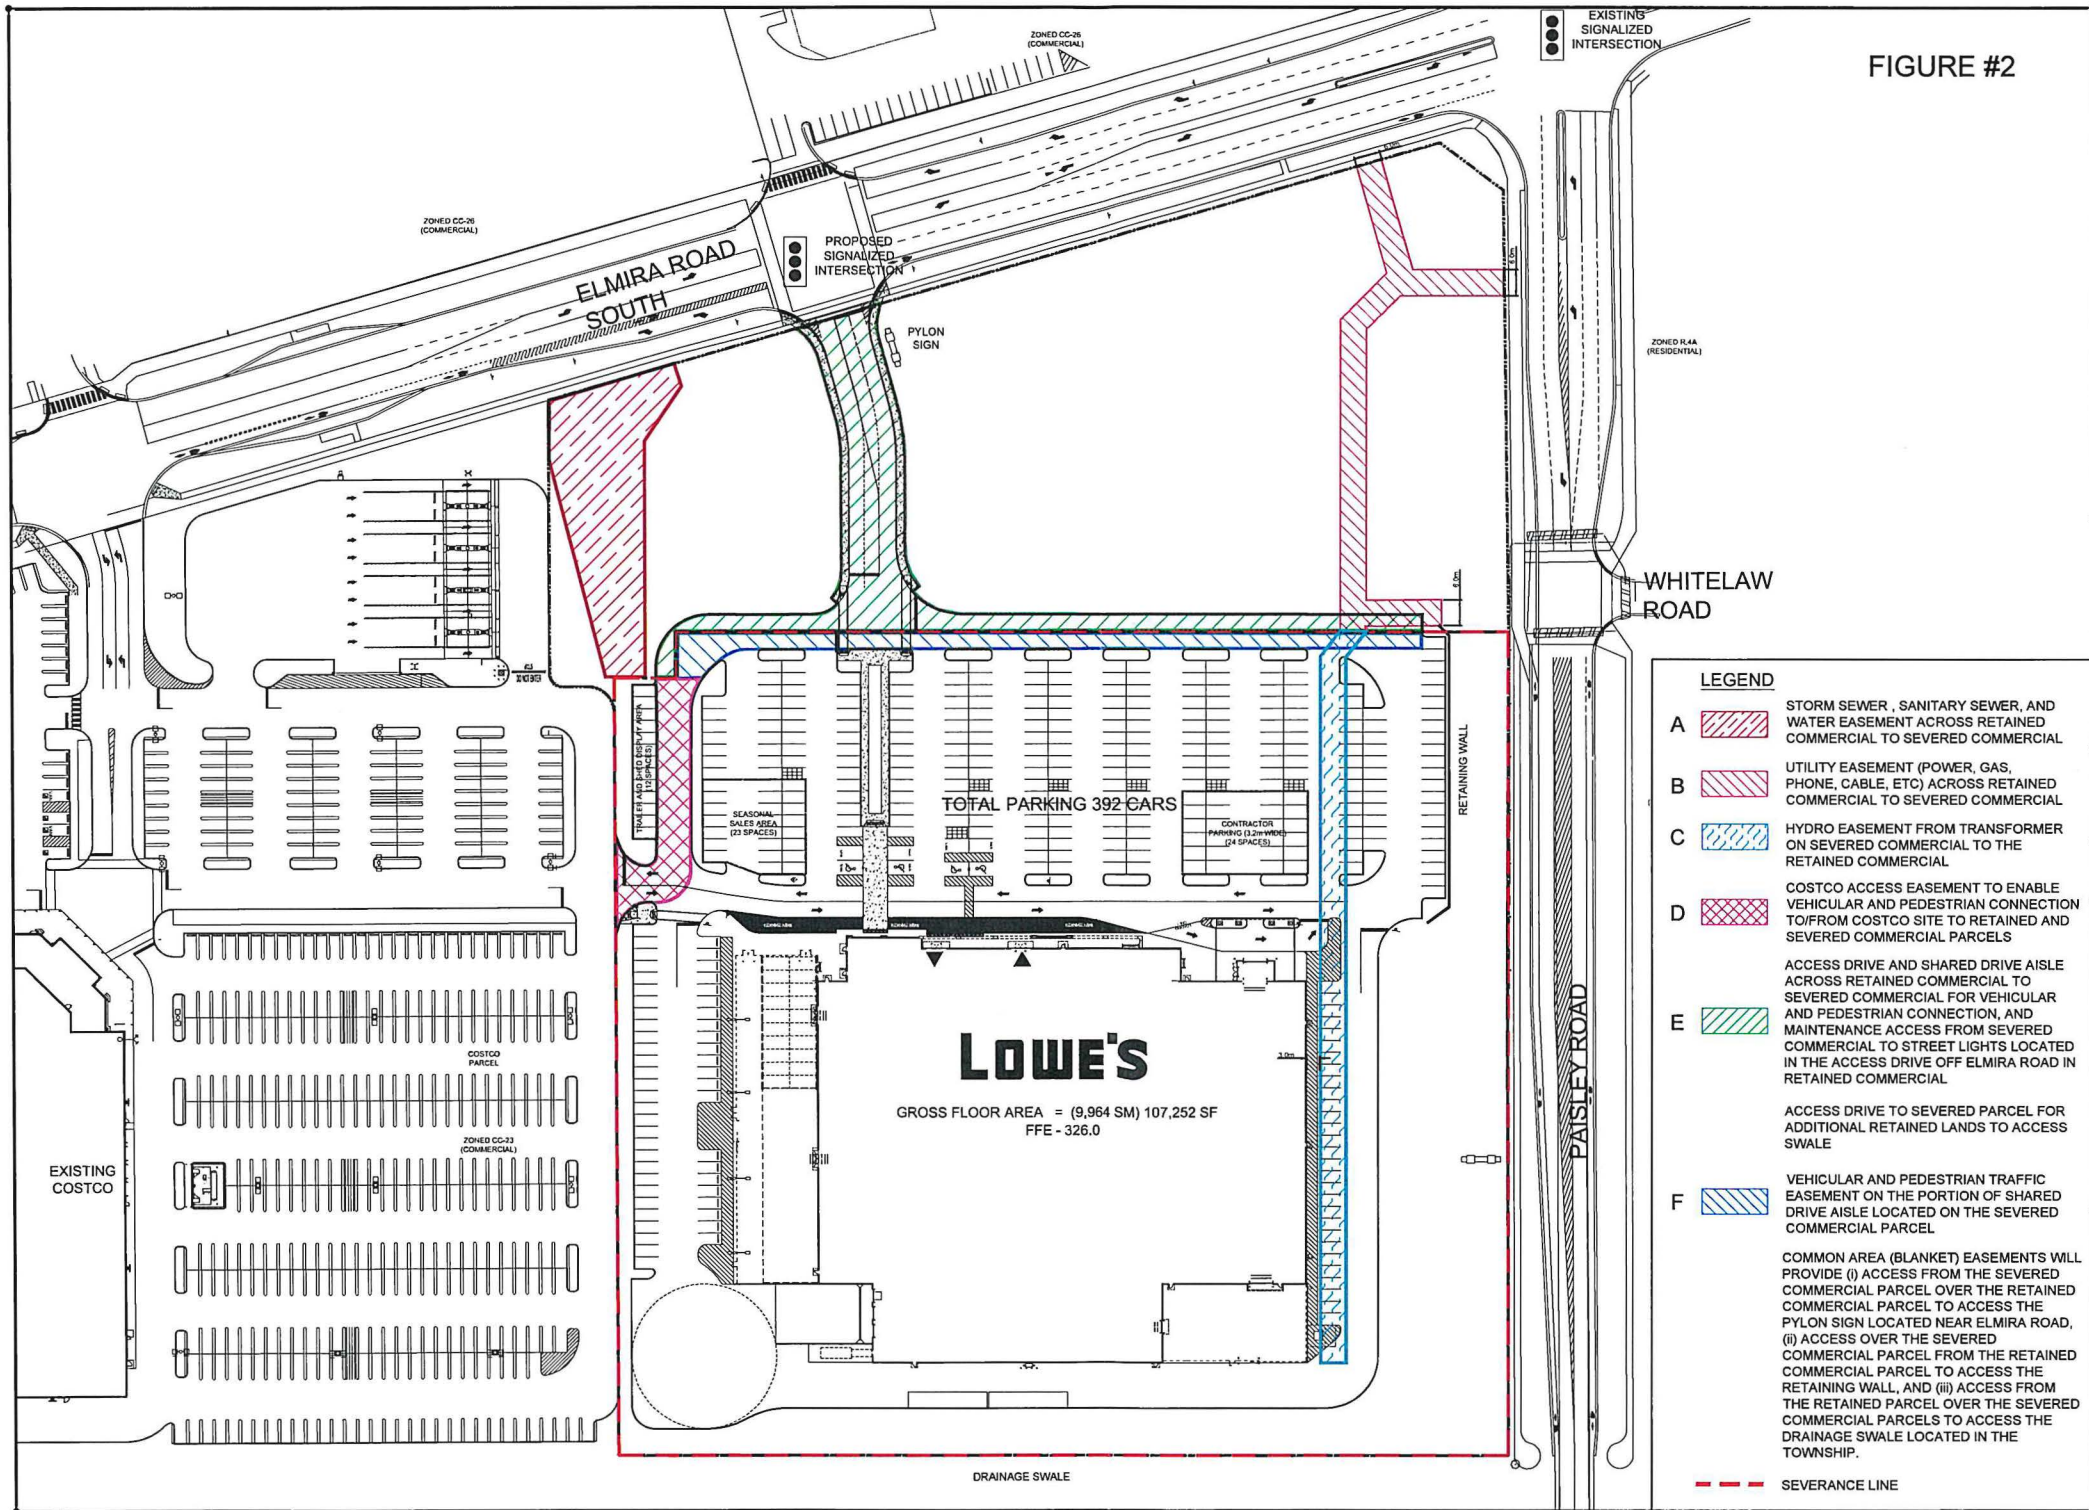 FIGURE #2
EXISTING
SIGNALIZED
INTERSECTION
ZONED CC-26
(COMMERCIAL)
ZONED CC-26
(COMMERCIAL)
PROPOSED
SIGNALIZED
INTERSECTION
ELMIRA ROAD
SOUTH
PYLON
SIGN
6.0m
6.0m
ZONED R.4A
(RESIDENTIAL)
WHITELAW
ROAD
6.0m
TRAILER AND SHED DISPLAY AREA
(12 SPACES)
SEASONAL
SALES AREA
(23 SPACES)
TOTAL PARKING 392 CARS
CONTRACTOR
PARKING (3.2m WIDE)
(24 SPACES)
RETAINING WALL
PAISLEY ROAD
LOWE'S
GROSS FLOOR AREA = (9,964 SM) 107,252 SF
FFE - 326.0
3.0m
COSTCO
PARCEL
ZONED CC-23
(COMMERCIAL)
EXISTING
COSTCO
DRAINAGE SWALE
LEGEND
A
STORM SEWER , SANITARY SEWER, AND
WATER EASEMENT ACROSS RETAINED
COMMERCIAL TO SEVERED COMMERCIAL
B
UTILITY EASEMENT (POWER, GAS,
PHONE, CABLE, ETC) ACROSS RETAINED
COMMERCIAL TO SEVERED COMMERCIAL
C
HYDRO EASEMENT FROM TRANSFORMER
ON SEVERED COMMERCIAL TO THE
RETAINED COMMERCIAL
D
COSTCO ACCESS EASEMENT TO ENABLE
VEHICULAR AND PEDESTRIAN CONNECTION
TO/FROM COSTCO SITE TO RETAINED AND
SEVERED COMMERCIAL PARCELS
E
ACCESS DRIVE AND SHARED DRIVE AISLE
ACROSS RETAINED COMMERCIAL TO
SEVERED COMMERCIAL FOR VEHICULAR
AND PEDESTRIAN CONNECTION, AND
MAINTENANCE ACCESS FROM SEVERED
COMMERCIAL TO STREET LIGHTS LOCATED
IN THE ACCESS DRIVE OFF ELMIRA ROAD IN
RETAINED COMMERCIAL
ACCESS DRIVE TO SEVERED PARCEL FOR
ADDITIONAL RETAINED LANDS TO ACCESS
SWALE
F
VEHICULAR AND PEDESTRIAN TRAFFIC
EASEMENT ON THE PORTION OF SHARED
DRIVE AISLE LOCATED ON THE SEVERED
COMMERCIAL PARCEL
COMMON AREA (BLANKET) EASEMENTS WILL
PROVIDE (i) ACCESS FROM THE SEVERED
COMMERCIAL PARCEL OVER THE RETAINED
COMMERCIAL PARCEL TO ACCESS THE
PYLON SIGN LOCATED NEAR ELMIRA ROAD,
(ii) ACCESS OVER THE SEVERED
COMMERCIAL PARCEL FROM THE RETAINED
COMMERCIAL PARCEL TO ACCESS THE
RETAINING WALL, AND (iii) ACCESS FROM
THE RETAINED PARCEL OVER THE SEVERED
COMMERCIAL PARCELS TO ACCESS THE
DRAINAGE SWALE LOCATED IN THE
TOWNSHIP.
SEVERANCE LINE